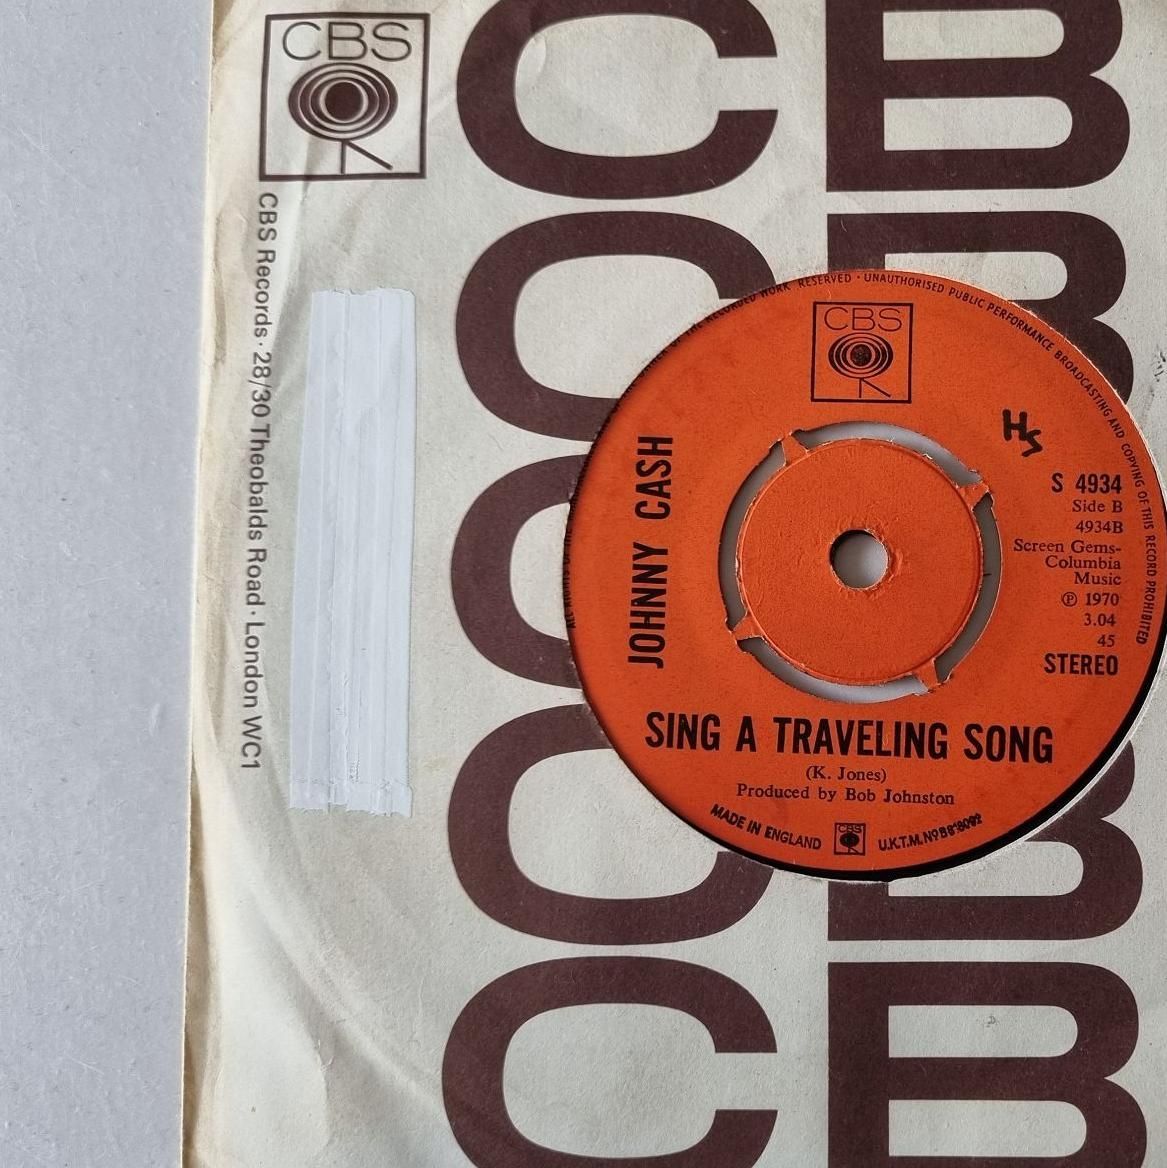 CBS
CBS Records · 28/30 Theobalds Road · London WC1
CB
CB
CB
CB
CB
RECORDED WORK RESERVED · UNAUTHORISED PUBLIC PERFORMANCE BROADCASTING AND COPYING OF THIS RECORD PROHIBITED
CBS
HS
JOHNNY CASH
S 4934
Side B
4934B
Screen Gems-
Columbia
Music
℗ 1970
3.04
45
STEREO
SING A TRAVELING SONG
(K. Jones)
Produced by Bob Johnston
MADE IN ENGLAND
CBS
U.K.T.M. №